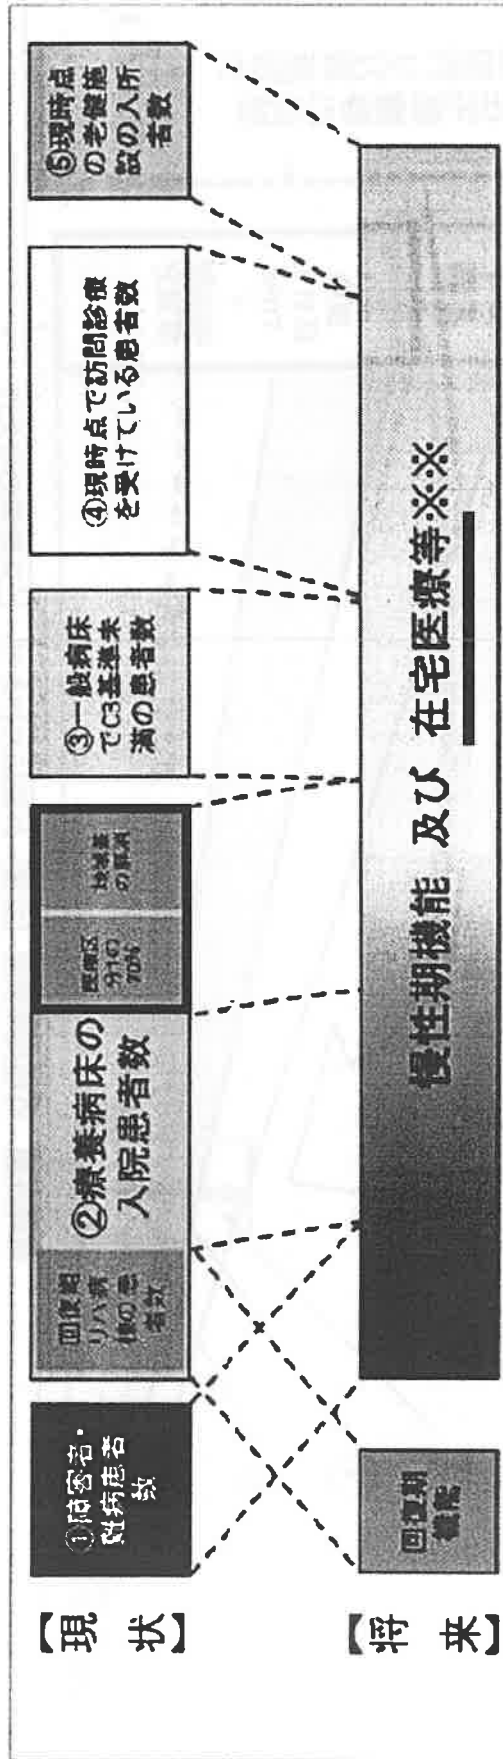 【現 状】
①障害者・
難病患者
数
回復期
リハ病
棟の患
者数
②療養病床の
入院患者数
医療区
分1の
70%
地域差
の解消
③一般病床
でC3基準未
満の患者数
④現時点で訪問診療
を受けている患者数
⑤現時点
の老健施
設の入所
者数
【将 来】
回復期
機能
慢性期機能 及び 在宅医療等※※